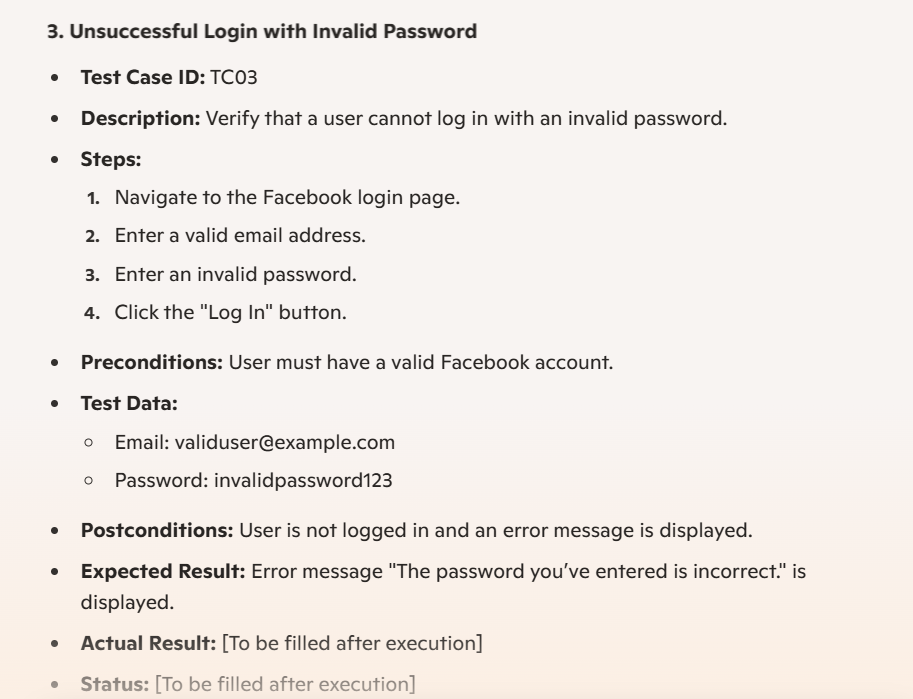 3. Unsuccessful Login with Invalid Password
• Test Case ID: TC03
• Description: Verify that a user cannot log in with an invalid password.
• Steps:
1. Navigate to the Facebook login page.
2. Enter a valid email address.
3. Enter an invalid password.
4. Click the "Log In" button.
• Preconditions: User must have a valid Facebook account.
• Test Data:
○ Email: validuser@example.com
○ Password: invalidpassword123
• Postconditions: User is not logged in and an error message is displayed.
• Expected Result: Error message "The password you’ve entered is incorrect." is
displayed.
• Actual Result: [To be filled after execution]
• Status: [To be filled after execution]